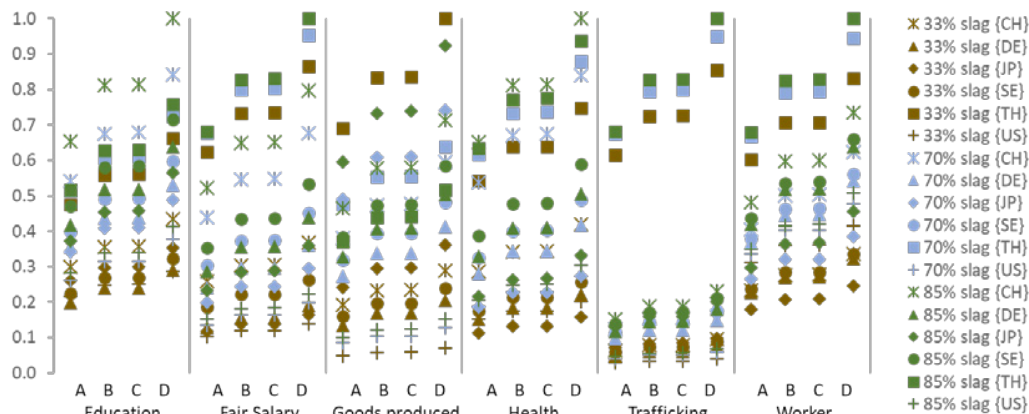 1.0
0.9
0.8
0.7
0.6
0.5
0.4
0.3
0.2
0.1
0.0
A B C D A B C D A B C D A B C D A B C D A B C D
Education Fair Salary Goods produced Health Trafficking Worker
33% slag {CH}
33% slag {DE}
33% slag {JP}
33% slag {SE}
33% slag {TH}
33% slag {US}
70% slag {CH}
70% slag {DE}
70% slag {JP}
70% slag {SE}
70% slag {TH}
70% slag {US}
85% slag {CH}
85% slag {DE}
85% slag {JP}
85% slag {SE}
85% slag {TH}
85% slag {US}